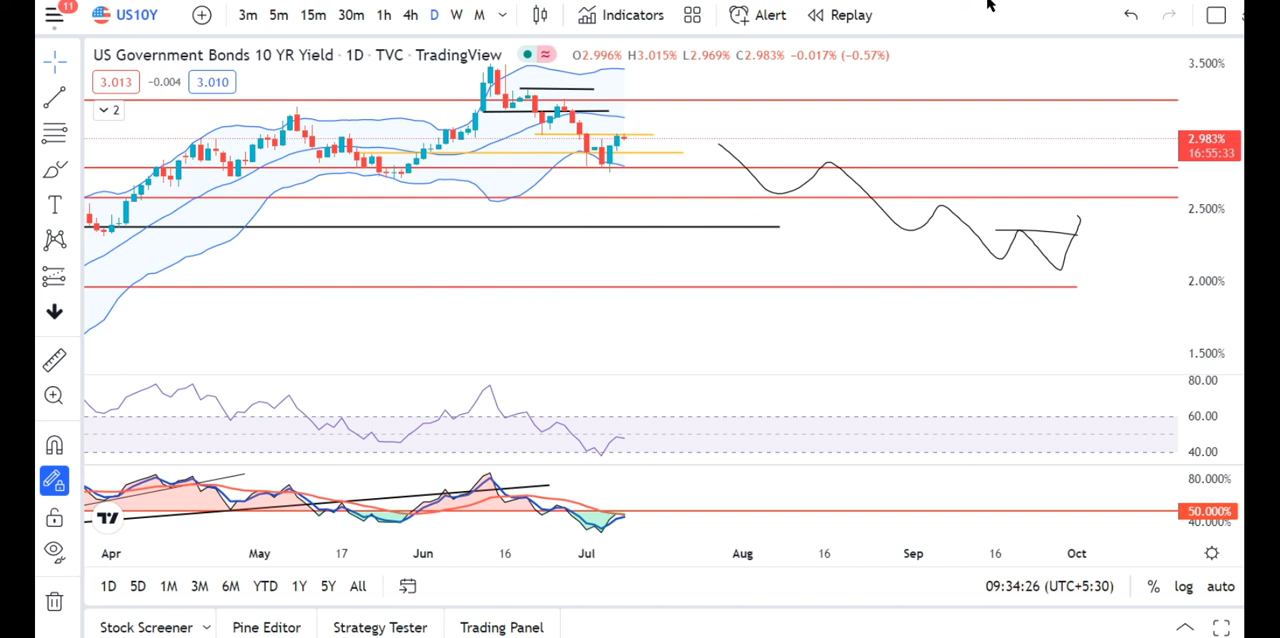 11 US10Y 3m 5m 15m 30m 1h 4h D W M Indicators Alert Replay
US Government Bonds 10 YR Yield · 1D · TVC · TradingView O2.996% H3.015% L2.969% C2.983% -0.017% (-0.57%)
3.013 -0.004 3.010
2
3.500%
2.983%
16:55:33
2.500%
2.000%
1.500%
80.00
60.00
40.00
80.000%
50.000%
40.000%
Apr May 17 Jun 16 Jul Aug 16 Sep 16 Oct
1D 5D 1M 3M 6M YTD 1Y 5Y All 09:34:26 (UTC+5:30) % log auto
Stock Screener Pine Editor Strategy Tester Trading Panel